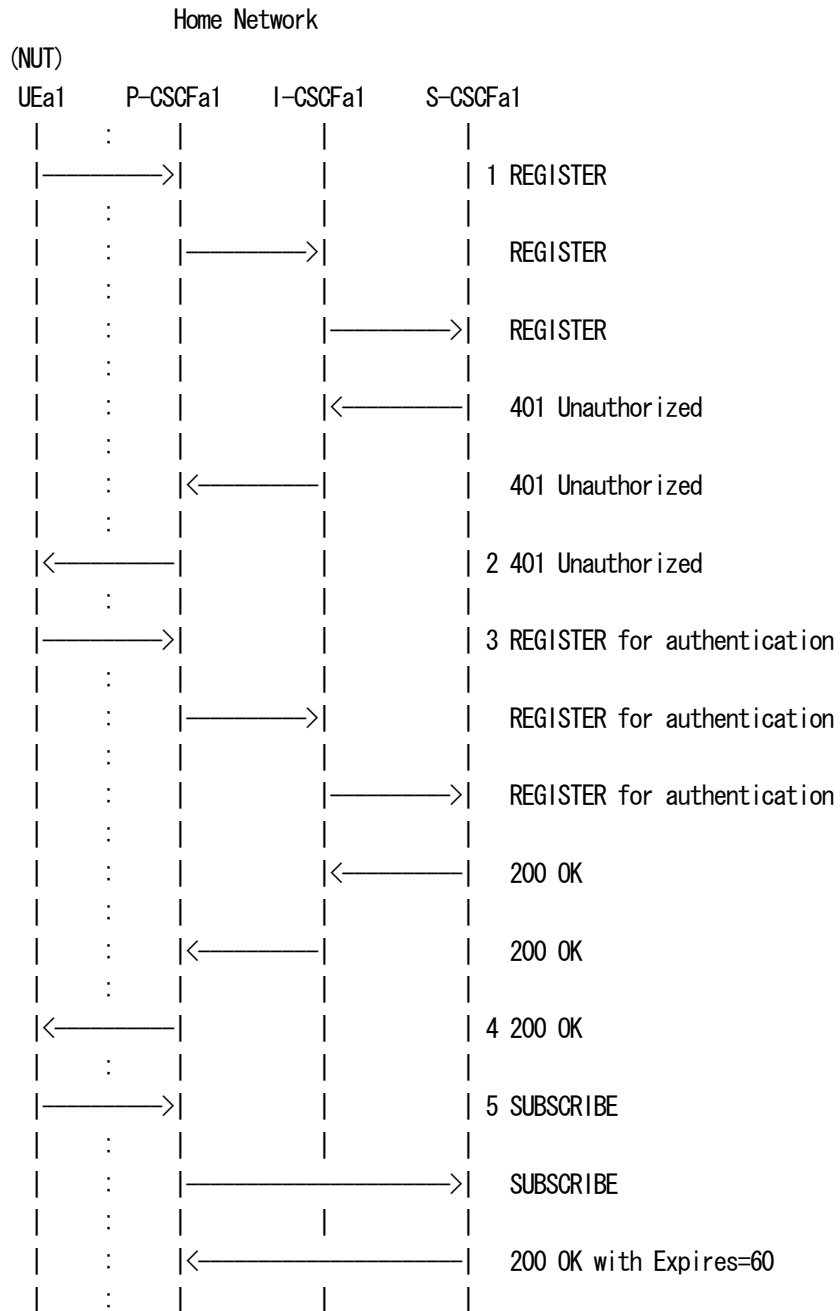 Home Network
(NUT)
UEa1 P-CSCFa1 I-CSCFa1 S-CSCFa1
1 REGISTER
REGISTER
REGISTER
401 Unauthorized
401 Unauthorized
2 401 Unauthorized
3 REGISTER for authentication
REGISTER for authentication
REGISTER for authentication
200 OK
200 OK
4 200 OK
5 SUBSCRIBE
SUBSCRIBE
200 OK with Expires=60